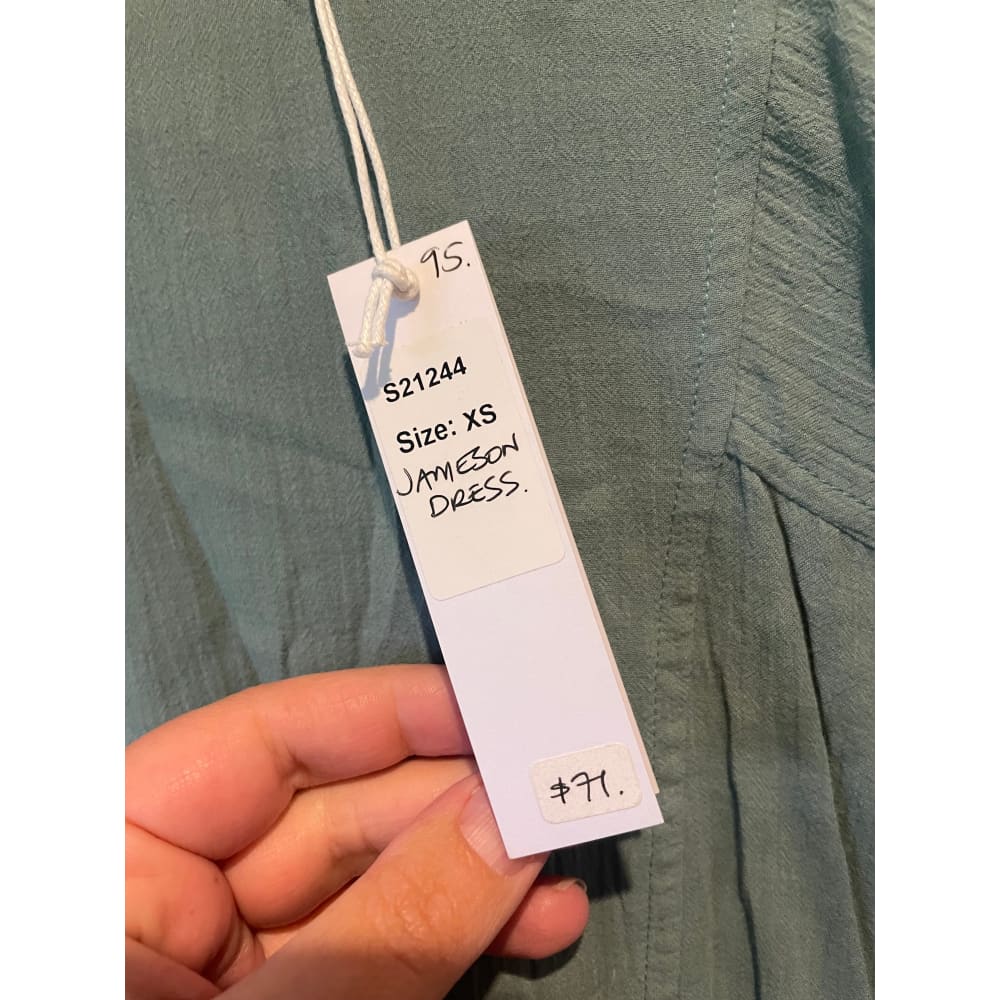 95.
S21244
Size: XS
JAMESON
DRESS.
$71.